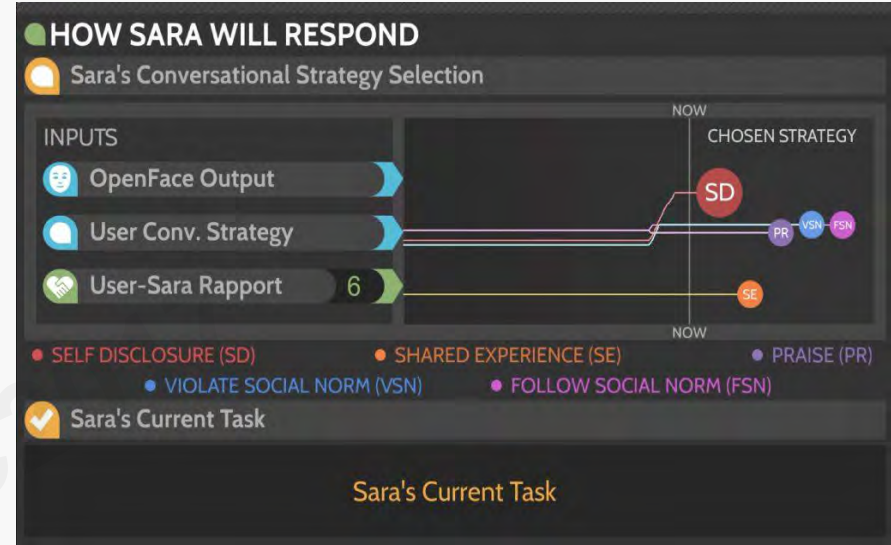 HOW SARA WILL RESPOND
Sara's Conversational Strategy Selection
NOW
INPUTS
CHOSEN STRATEGY
OpenFace Output
SD
User Conv. Strategy
PR
VSN
FSN
User-Sara Rapport 6
SE
NOW
SELF DISCLOSURE (SD) SHARED EXPERIENCE (SE) PRAISE (PR)
VIOLATE SOCIAL NORM (VSN) FOLLOW SOCIAL NORM (FSN)
Sara's Current Task
Sara's Current Task